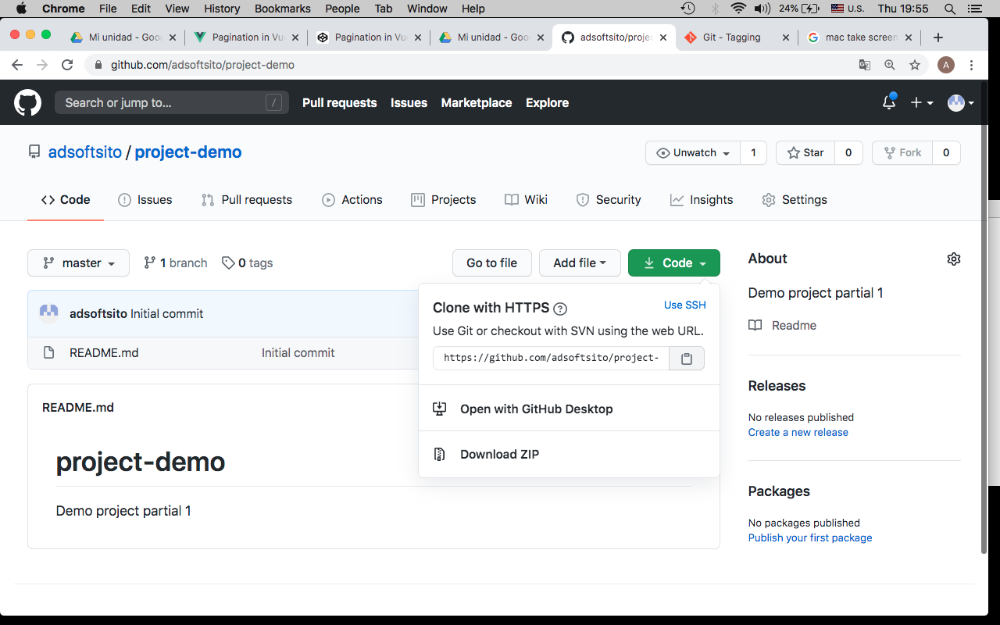 Chrome File Edit View History Bookmarks People Tab Window Help 24% U.S. Thu 19:55
Mi unidad - Goo Pagination in Vu Pagination in Vu Mi unidad - Goo adsoftsito/proje Git - Tagging mac take screen
github.com/adsoftsito/project-demo A
Search or jump to... / Pull requests Issues Marketplace Explore
adsoftsito / project-demo Unwatch 1 Star 0 Fork 0
Code Issues Pull requests Actions Projects Wiki Security Insights Settings
master 1 branch 0 tags Go to file Add file Code
adsoftsito Initial commit
README.md Initial commit
Clone with HTTPS ? Use SSH
Use Git or checkout with SVN using the web URL.
https://github.com/adsoftsito/project-
Open with GitHub Desktop
Download ZIP
README.md
project-demo
Demo project partial 1
About
Demo project partial 1
Readme
Releases
No releases published
Create a new release
Packages
No packages published
Publish your first package